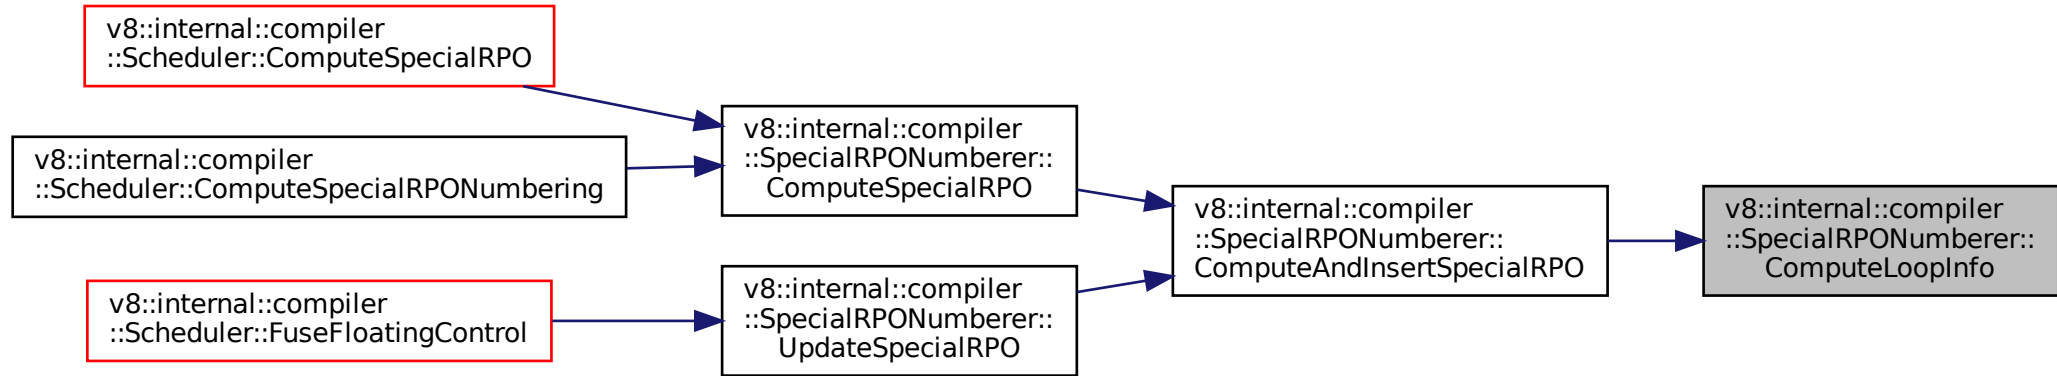 v8::internal::compiler
::Scheduler::ComputeSpecialRPO
v8::internal::compiler
::Scheduler::ComputeSpecialRPONumbering
v8::internal::compiler
::Scheduler::FuseFloatingControl
v8::internal::compiler
::SpecialRPONumberer::
ComputeSpecialRPO
v8::internal::compiler
::SpecialRPONumberer::
UpdateSpecialRPO
v8::internal::compiler
::SpecialRPONumberer::
ComputeAndInsertSpecialRPO
v8::internal::compiler
::SpecialRPONumberer::
ComputeLoopInfo